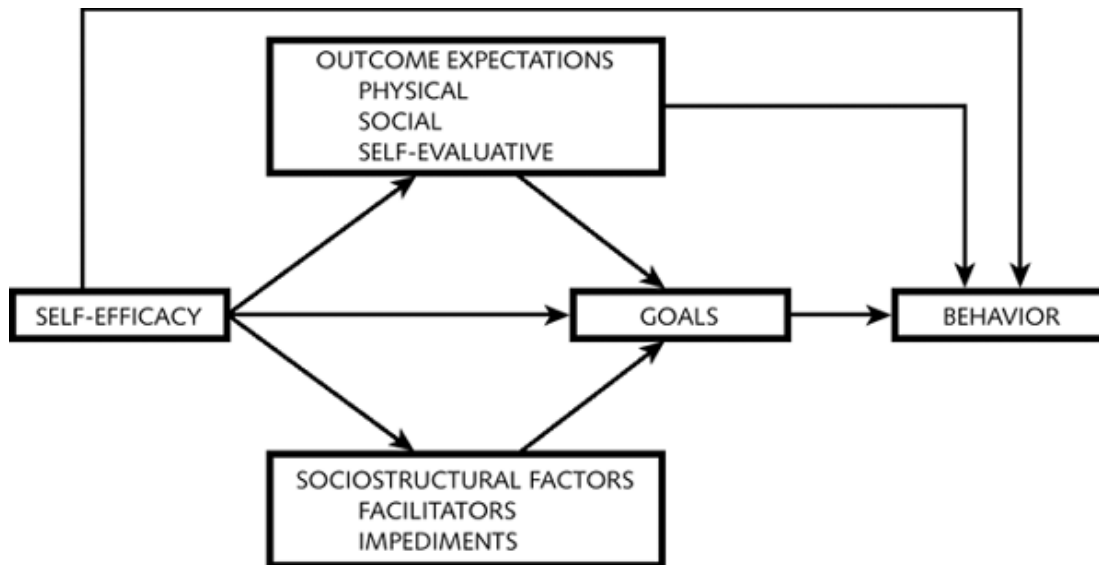 OUTCOME EXPECTATIONS
PHYSICAL
SOCIAL
SELF-EVALUATIVE
SELF-EFFICACY
GOALS
BEHAVIOR
SOCIOSTRUCTURAL FACTORS
FACILITATORS
IMPEDIMENTS